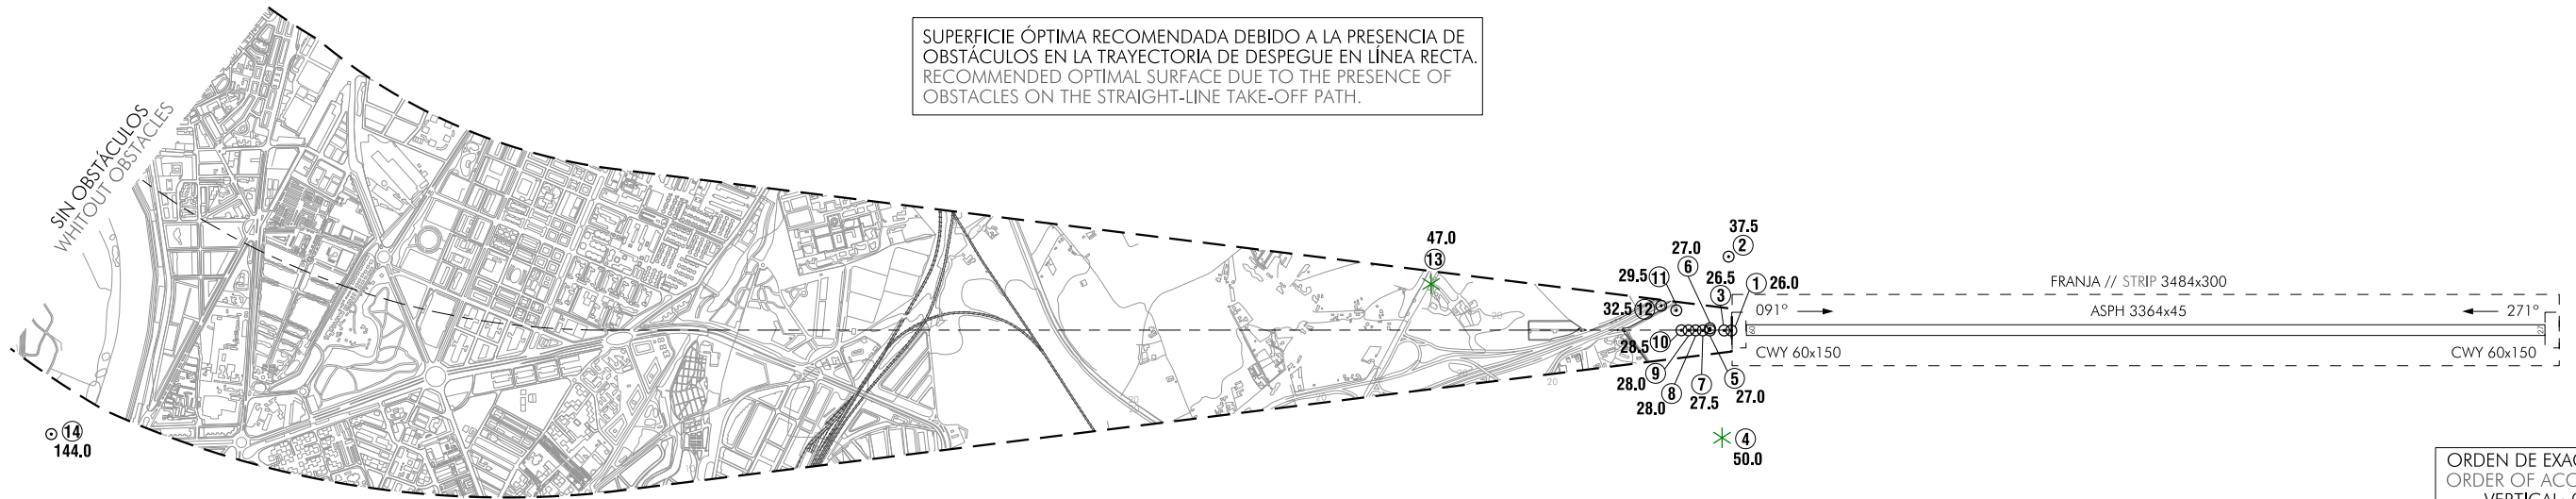 SUPERFICIE ÓPTIMA RECOMENDADA DEBIDO A LA PRESENCIA DE
OBSTÁCULOS EN LA TRAYECTORIA DE DESPEGUE EN LÍNEA RECTA.
RECOMMENDED OPTIMAL SURFACE DUE TO THE PRESENCE OF
OBSTACLES ON THE STRAIGHT-LINE TAKE-OFF PATH.
SIN OBSTÁCULOS
WHITOUT OBSTACLES
14
144.0
47.0
13
37.5
2
27.0
6
29.5 11
26.5
3
1 26.0
32.5 12
28.5 10
9
28.0
8
28.0
7
27.5
5
27.0
4
50.0
FRANJA // STRIP 3484x300
091°
ASPH 3364x45
271°
09
27
CWY 60x150
CWY 60x150
20
20
20
20
20
ORDEN DE EXAC
ORDER OF ACC